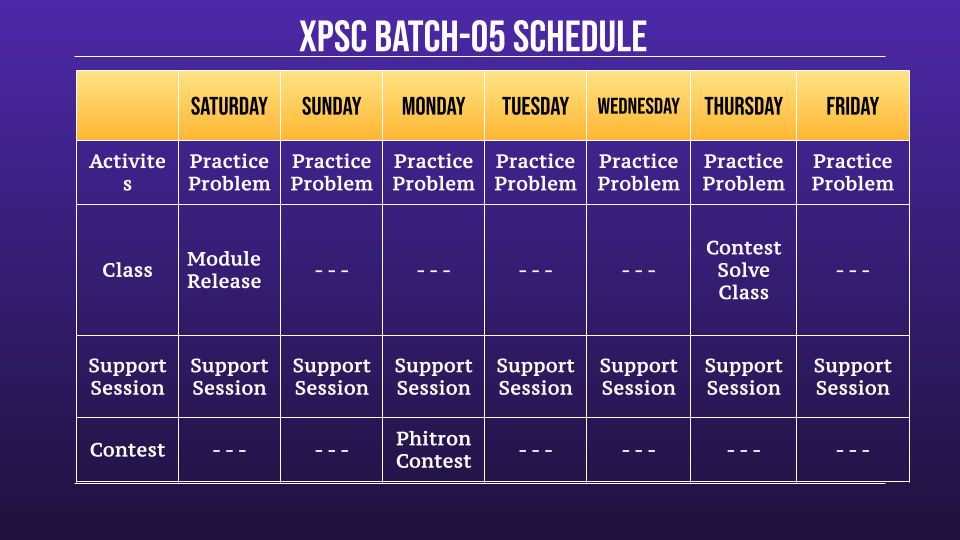 XPSC BATCH-05 SCHEDULE
SATURDAY SUNDAY MONDAY TUESDAY WEDNESDAY THURSDAY FRIDAY
Activite Practice Practice Practice Practice Practice Practice Practice
s Problem Problem Problem Problem Problem Problem Problem
Contest
Class Module Release --- --- --- --- Solve ---
Class
Support Support Support Support Support Support Support Support
Session Session Session Session Session Session Session Session
Phitron
Contest --- --- Contest --- --- --- ---